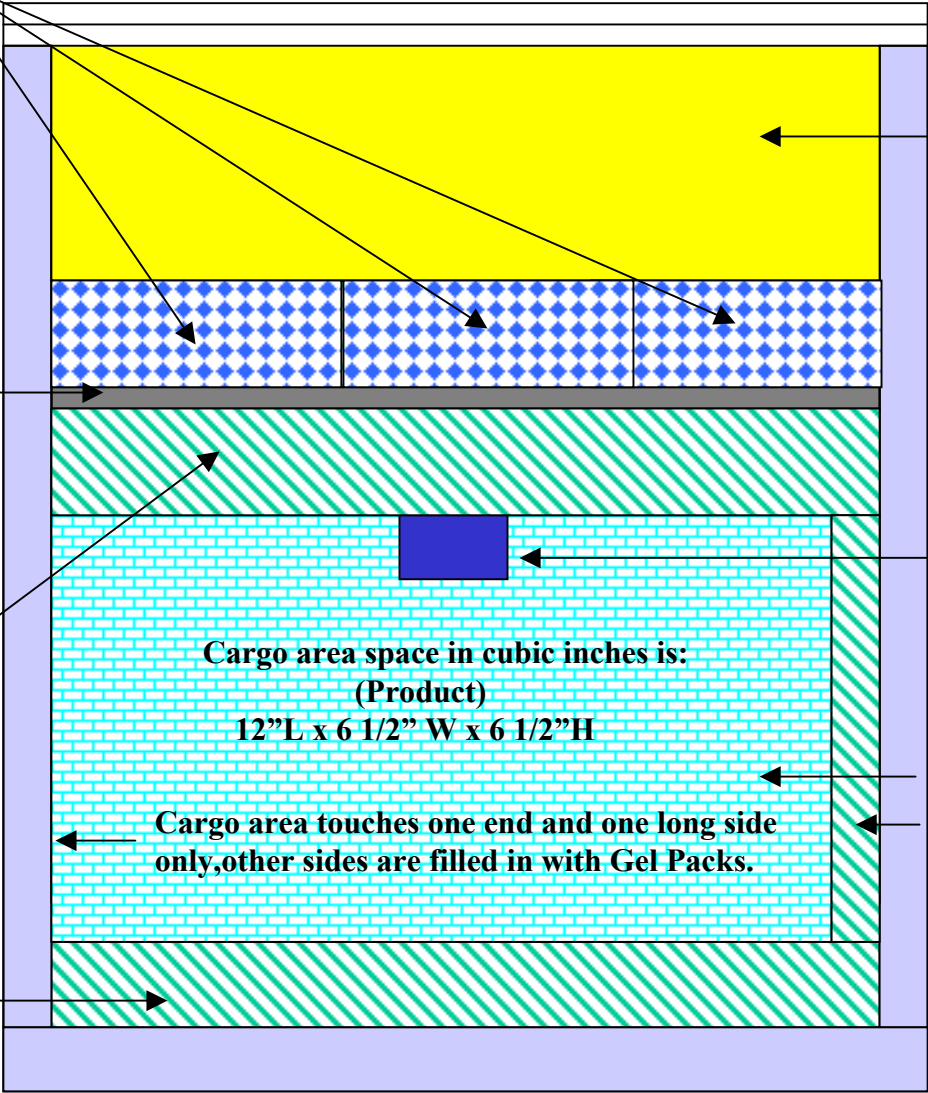 Cargo area space in cubic inches is:
(Product)
12”L x 6 1/2” W x 6 1/2”H
Cargo area touches one end and one long side
only,other sides are filled in with Gel Packs.